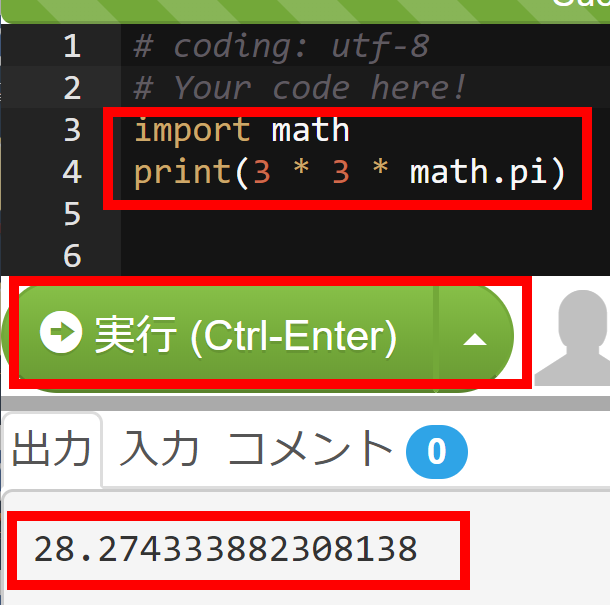 1 # coding: utf-8
2 # Your code here!
3 import math
4 print(3 * 3 * math.pi)
5
6
実行 (Ctrl-Enter)
出力 入力 コメント 0
28.274333882308138